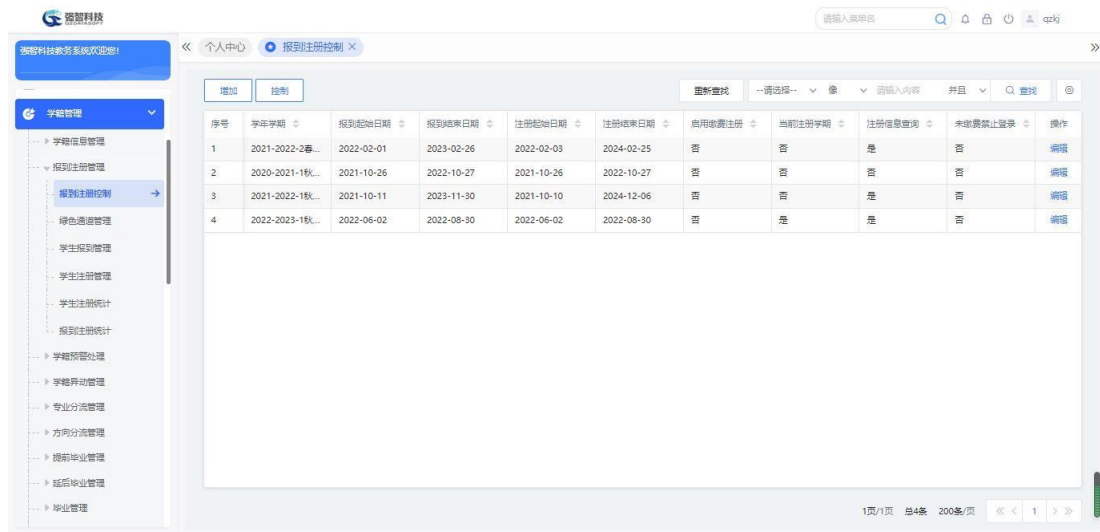 强智科技
QZDATASOFT
请输入菜单名
qzkj
强智科技教务系统欢迎您!
个人中心
报到注册控制
学籍管理
学籍信息管理
报到注册管理
报到注册控制
绿色通道管理
学生报到管理
学生注册管理
学生注册统计
报到注册统计
学籍预警处理
学籍异动管理
专业分流管理
方向分流管理
提前毕业管理
延后毕业管理
毕业管理
增加 控制 重新查找 --请选择-- 像 请输入内容 并且 查找
序号 学年学期 报到起始日期 报到结束日期 注册起始日期 注册结束日期 启用缴费注册 当前注册学期 注册信息查询 未缴费禁止登录 操作
1 2021-2022-2春... 2022-02-01 2023-02-26 2022-02-03 2024-02-25 否 否 是 否 编辑
2 2020-2021-1秋... 2021-10-26 2022-10-27 2021-10-26 2022-10-27 否 否 否 否 编辑
3 2021-2022-1秋... 2021-10-11 2023-11-30 2021-10-10 2024-12-06 否 否 是 否 编辑
4 2022-2023-1秋... 2022-06-02 2022-08-30 2022-06-02 2022-08-30 否 是 是 否 编辑
1页/1页 总4条 200条/页 1